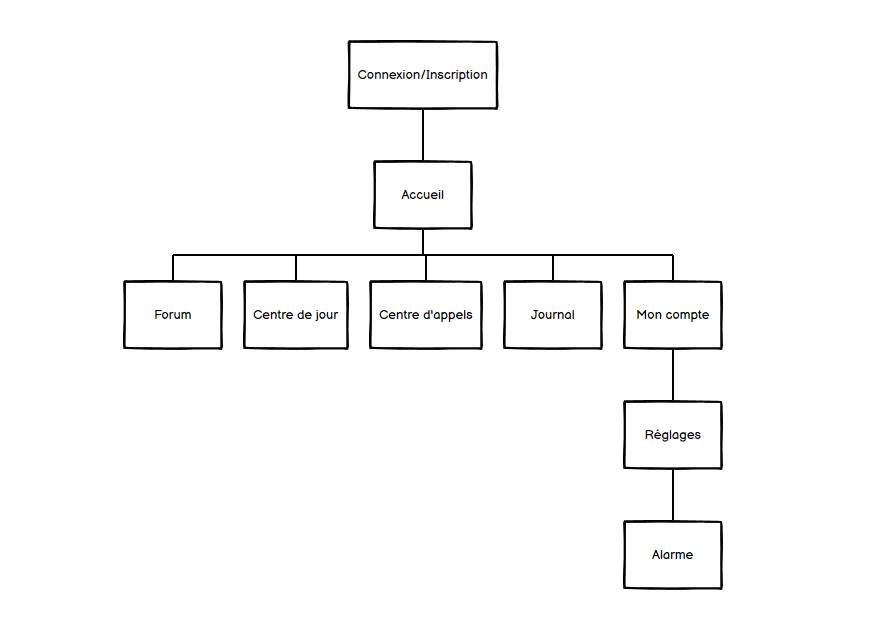 Connexion/Inscription
Accueil
Forum
Centre de jour
Centre d'appels
Journal
Mon compte
Réglages
Alarme